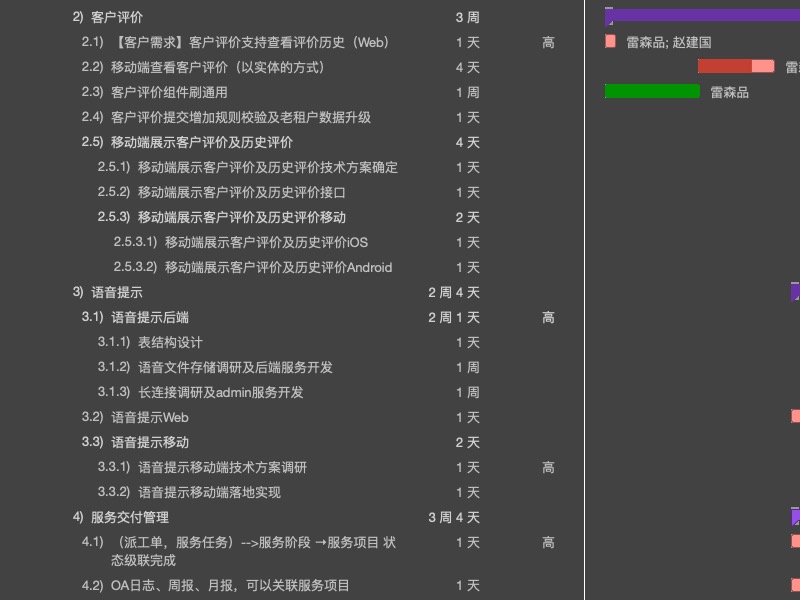 2) 客户评价 3 周
2.1) 【客户需求】客户评价支持查看评价历史（Web） 1 天 高 雷森品; 赵建国
2.2) 移动端查看客户评价（以实体的方式） 4 天 雷
2.3) 客户评价组件刷通用 1 周 雷森品
2.4) 客户评价提交增加规则校验及老租户数据升级 1 天
2.5) 移动端展示客户评价及历史评价 4 天
2.5.1) 移动端展示客户评价及历史评价技术方案确定 1 天
2.5.2) 移动端展示客户评价及历史评价接口 1 天
2.5.3) 移动端展示客户评价及历史评价移动 2 天
2.5.3.1) 移动端展示客户评价及历史评价iOS 1 天
2.5.3.2) 移动端展示客户评价及历史评价Android 1 天
3) 语音提示 2 周 4 天
3.1) 语音提示后端 2 周 1 天 高
3.1.1) 表结构设计 1 天
3.1.2) 语音文件存储调研及后端服务开发 1 周
3.1.3) 长连接调研及admin服务开发 1 周
3.2) 语音提示Web 1 天
3.3) 语音提示移动 2 天
3.3.1) 语音提示移动端技术方案调研 1 天 高
3.3.2) 语音提示移动端落地实现 1 天
4) 服务交付管理 3 周 4 天
4.1) （派工单，服务任务）-->服务阶段 →服务项目 状 1 天 高
态级联完成
4.2) OA日志、周报、月报，可以关联服务项目 1 天